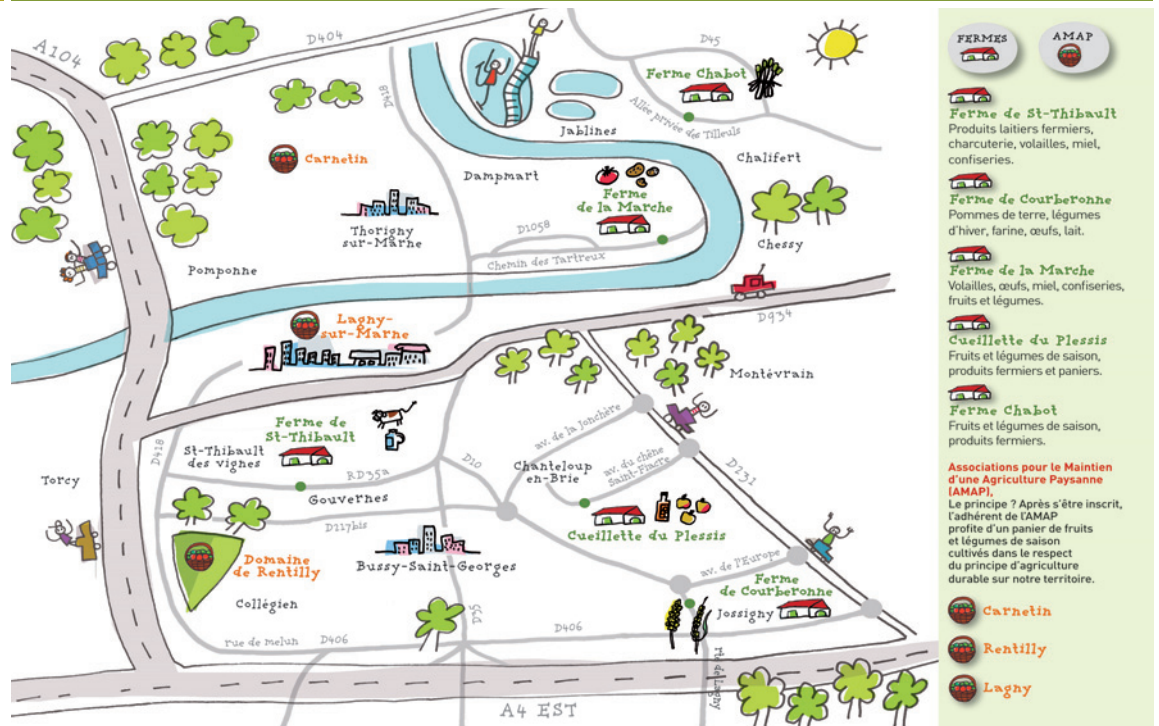 A104
D404
D418
D45
Ferme Chabot
Allée privée des Tilleuls
Jablines
Chalifert
Carnetin
Dampmart
Thorigny
sur-Marne
Ferme
de la Marche
D1058
Chemin des Tartreux
Chessy
Pomponne
Lagny-
sur-Marne
D934
Montévrain
Ferme de
St-Thibault
St-Thibault
des vignes
D418
RD35a
Gouvernes
D10
av. de la Jonchère
Chanteloup
en-Brie
av. du chêne
Saint-Fiacre
D231
Torcy
D217bis
Cueillette du Plessis
Domaine
de Rentilly
Bussy-Saint-Georges
Collégien
av. de l'Europe
Ferme
de Courberonne
Jossigny
rue de melun
D406
D35
D406
A4 EST
FERMES
AMAP
Ferme de St-Thibault
Produits laitiers fermiers,
charcuterie, volailles, miel,
confiseries.
Ferme de Courberonne
Pommes de terre, légumes
d'hiver, farine, œufs, lait.
Ferme de la Marche
Volailles, œufs, miel, confiseries,
fruits et légumes.
Cueillette du Plessis
Fruits et légumes de saison,
produits fermiers et paniers.
Ferme Chabot
Fruits et légumes de saison,
produits fermiers.
Associations pour le Maintien
d'une Agriculture Paysanne
(AMAP),
Le principe ? Après s'être inscrit,
l'adhérent de l'AMAP
profite d'un panier de fruits
et légumes de saison
cultivés dans le respect
du principe d'agriculture
durable sur notre territoire.
Carnetin
Rentilly
Lagny